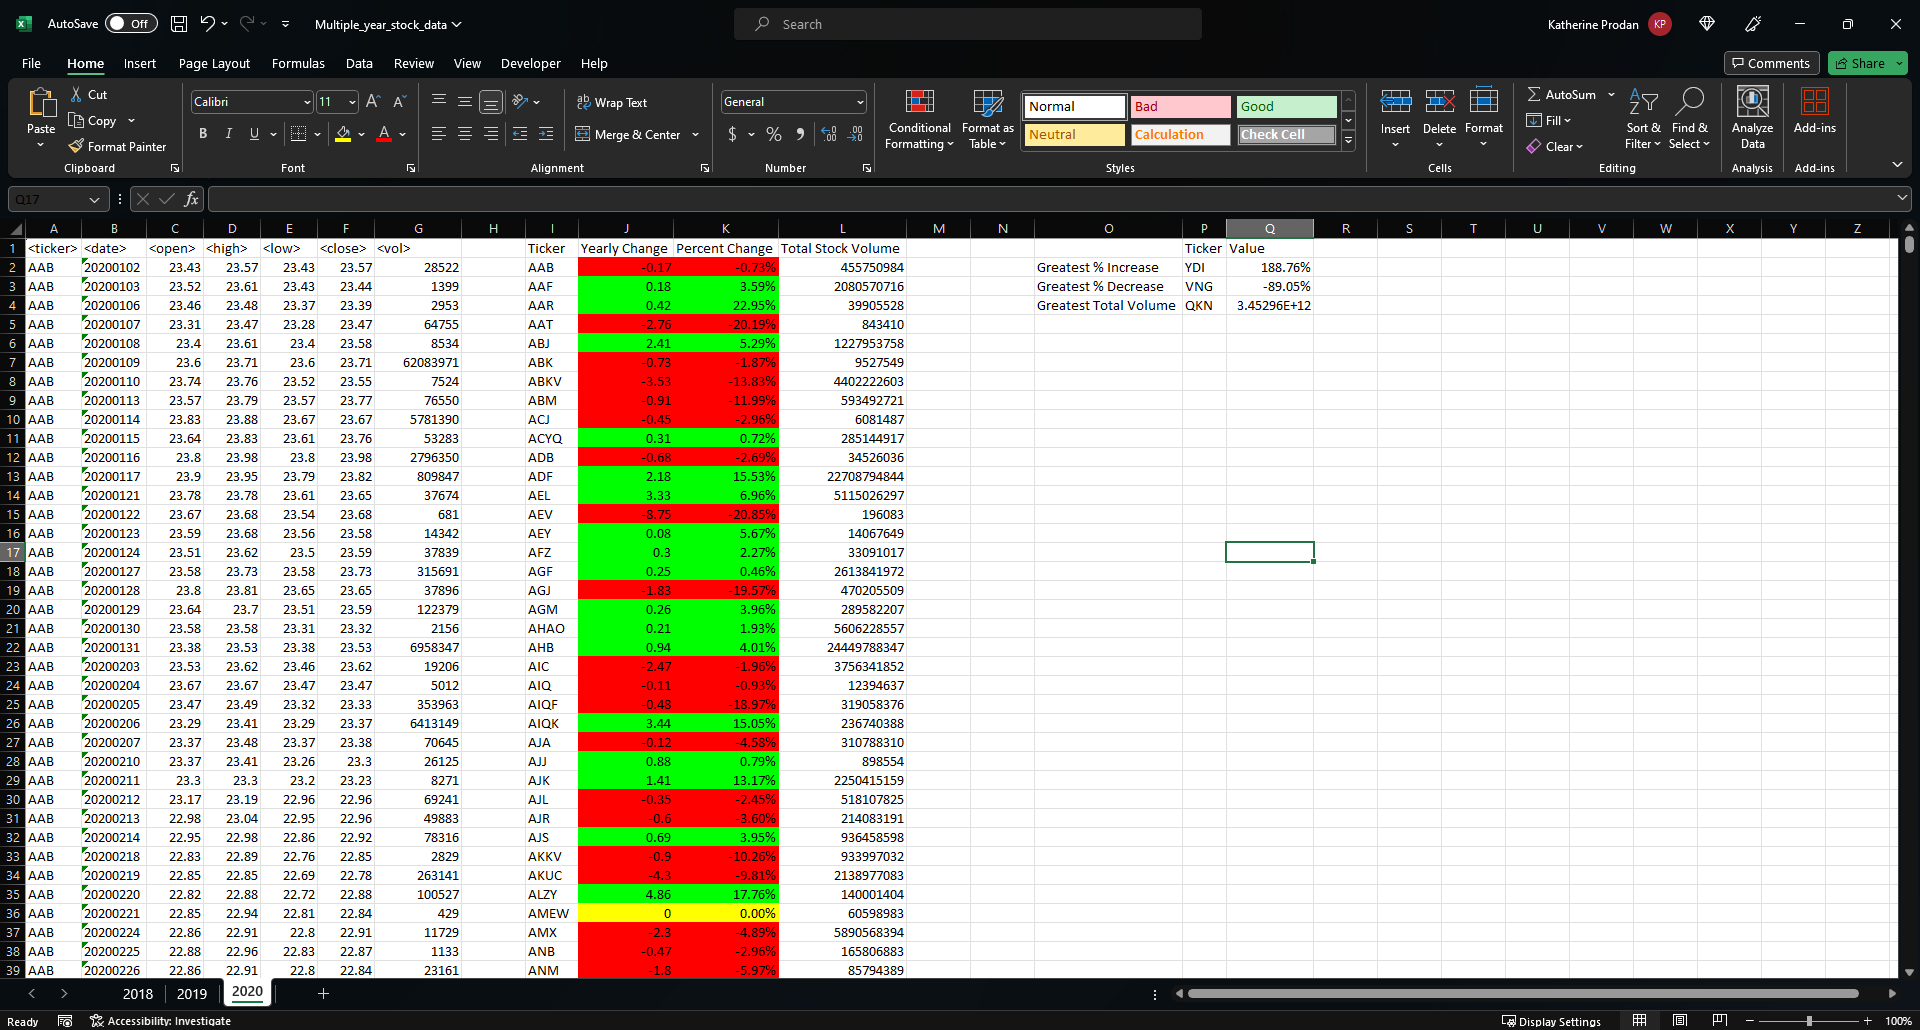 AutoSave Off Multiple_year_stock_data Search Katherine Prodan KP
File Home Insert Page Layout Formulas Data Review View Developer Help Comments Share
Paste Cut Copy Format Painter Clipboard
Calibri 11 B I U A Font
Wrap Text Merge & Center Alignment
General $ % Number
Conditional Formatting Format as Table Normal Bad Good Neutral Calculation Check Cell Styles
Insert Delete Format Cells
AutoSum Fill Clear Sort & Filter Find & Select Editing
Analyze Data Analysis Add-ins Add-ins
Q17 fx
A B C D E F G H I J K L M N O P Q R S T U V W X Y Z
1 <ticker> <date> <open> <high> <low> <close> <vol> Ticker Yearly Change Percent Change Total Stock Volume Ticker Value
2 AAB 20200102 23.43 23.57 23.43 23.57 28522 AAB -0.17 -0.73% 455750984 Greatest % Increase YDI 188.76%
3 AAB 20200103 23.52 23.61 23.43 23.44 1399 AAF 0.18 3.59% 2080570716 Greatest % Decrease VNG -89.05%
4 AAB 20200106 23.46 23.48 23.37 23.39 2953 AAR 0.42 22.95% 39905528 Greatest Total Volume QKN 3.45296E+12
5 AAB 20200107 23.31 23.47 23.28 23.47 64755 AAT -2.76 -20.19% 843410
6 AAB 20200108 23.4 23.61 23.4 23.58 8534 ABJ 2.41 5.29% 1227953758
7 AAB 20200109 23.6 23.71 23.6 23.71 62083971 ABK -0.73 -1.87% 9527549
8 AAB 20200110 23.74 23.76 23.52 23.55 7524 ABKV -3.53 -13.83% 4402222603
9 AAB 20200113 23.57 23.79 23.57 23.77 76550 ABM -0.91 -11.99% 593492721
10 AAB 20200114 23.83 23.88 23.67 23.67 5781390 ACJ -0.45 -2.96% 6081487
11 AAB 20200115 23.64 23.83 23.61 23.76 53283 ACYQ 0.31 0.72% 285144917
12 AAB 20200116 23.8 23.98 23.8 23.98 2796350 ADB -0.68 -2.69% 34526036
13 AAB 20200117 23.9 23.95 23.79 23.82 809847 ADF 2.18 15.53% 22708794844
14 AAB 20200121 23.78 23.78 23.61 23.65 37674 AEL 3.33 6.96% 5115026297
15 AAB 20200122 23.67 23.68 23.54 23.68 681 AEV -8.75 -20.85% 196083
16 AAB 20200123 23.59 23.68 23.56 23.58 14342 AEY 0.08 5.67% 14067649
17 AAB 20200124 23.51 23.62 23.5 23.59 37839 AFZ 0.3 2.27% 33091017
18 AAB 20200127 23.58 23.73 23.58 23.73 315691 AGF 0.25 0.46% 2613841972
19 AAB 20200128 23.8 23.81 23.65 23.65 37896 AGJ -1.83 -19.57% 470205509
20 AAB 20200129 23.64 23.7 23.51 23.59 122379 AGM 0.26 3.96% 289582207
21 AAB 20200130 23.58 23.58 23.31 23.32 2156 AHAO 0.21 1.93% 5606228557
22 AAB 20200131 23.38 23.53 23.38 23.53 6958347 AHB 0.94 4.01% 24449788347
23 AAB 20200203 23.53 23.62 23.46 23.62 19206 AIC -2.47 -1.96% 3756341852
24 AAB 20200204 23.67 23.67 23.47 23.47 5012 AIQ -0.11 -0.93% 12394637
25 AAB 20200205 23.47 23.49 23.32 23.33 353963 AIQF -0.48 -18.97% 319058376
26 AAB 20200206 23.29 23.41 23.29 23.37 6413149 AIQK 3.44 15.05% 236740388
27 AAB 20200207 23.37 23.48 23.37 23.38 70645 AJA -0.12 -4.58% 310788310
28 AAB 20200210 23.37 23.41 23.26 23.3 26125 AJJ 0.88 0.79% 898554
29 AAB 20200211 23.3 23.3 23.2 23.23 8271 AJK 1.41 13.17% 2250415159
30 AAB 20200212 23.17 23.19 22.96 22.96 69241 AJL -0.35 -2.45% 518107825
31 AAB 20200213 22.98 23.04 22.95 22.96 49883 AJR -0.6 -3.60% 214083191
32 AAB 20200214 22.95 22.98 22.86 22.92 78316 AJS 0.69 3.95% 936458598
33 AAB 20200218 22.83 22.89 22.76 22.85 2829 AKKV -0.9 -10.26% 933997032
34 AAB 20200219 22.85 22.85 22.69 22.78 263141 AKUC -4.3 -9.81% 2138977083
35 AAB 20200220 22.82 22.88 22.72 22.88 100527 ALZY 4.86 17.76% 140001404
36 AAB 20200221 22.85 22.94 22.81 22.84 429 AMEW 0 0.00% 60598983
37 AAB 20200224 22.86 22.91 22.8 22.91 11729 AMX -2.3 -4.89% 5890568394
38 AAB 20200225 22.88 22.96 22.83 22.87 1133 ANB -0.47 -2.96% 165806883
39 AAB 20200226 22.86 22.91 22.8 22.84 23161 ANM -1.8 -5.97% 85794389
2018 2019 2020
Ready Accessibility: Investigate Display Settings 100%